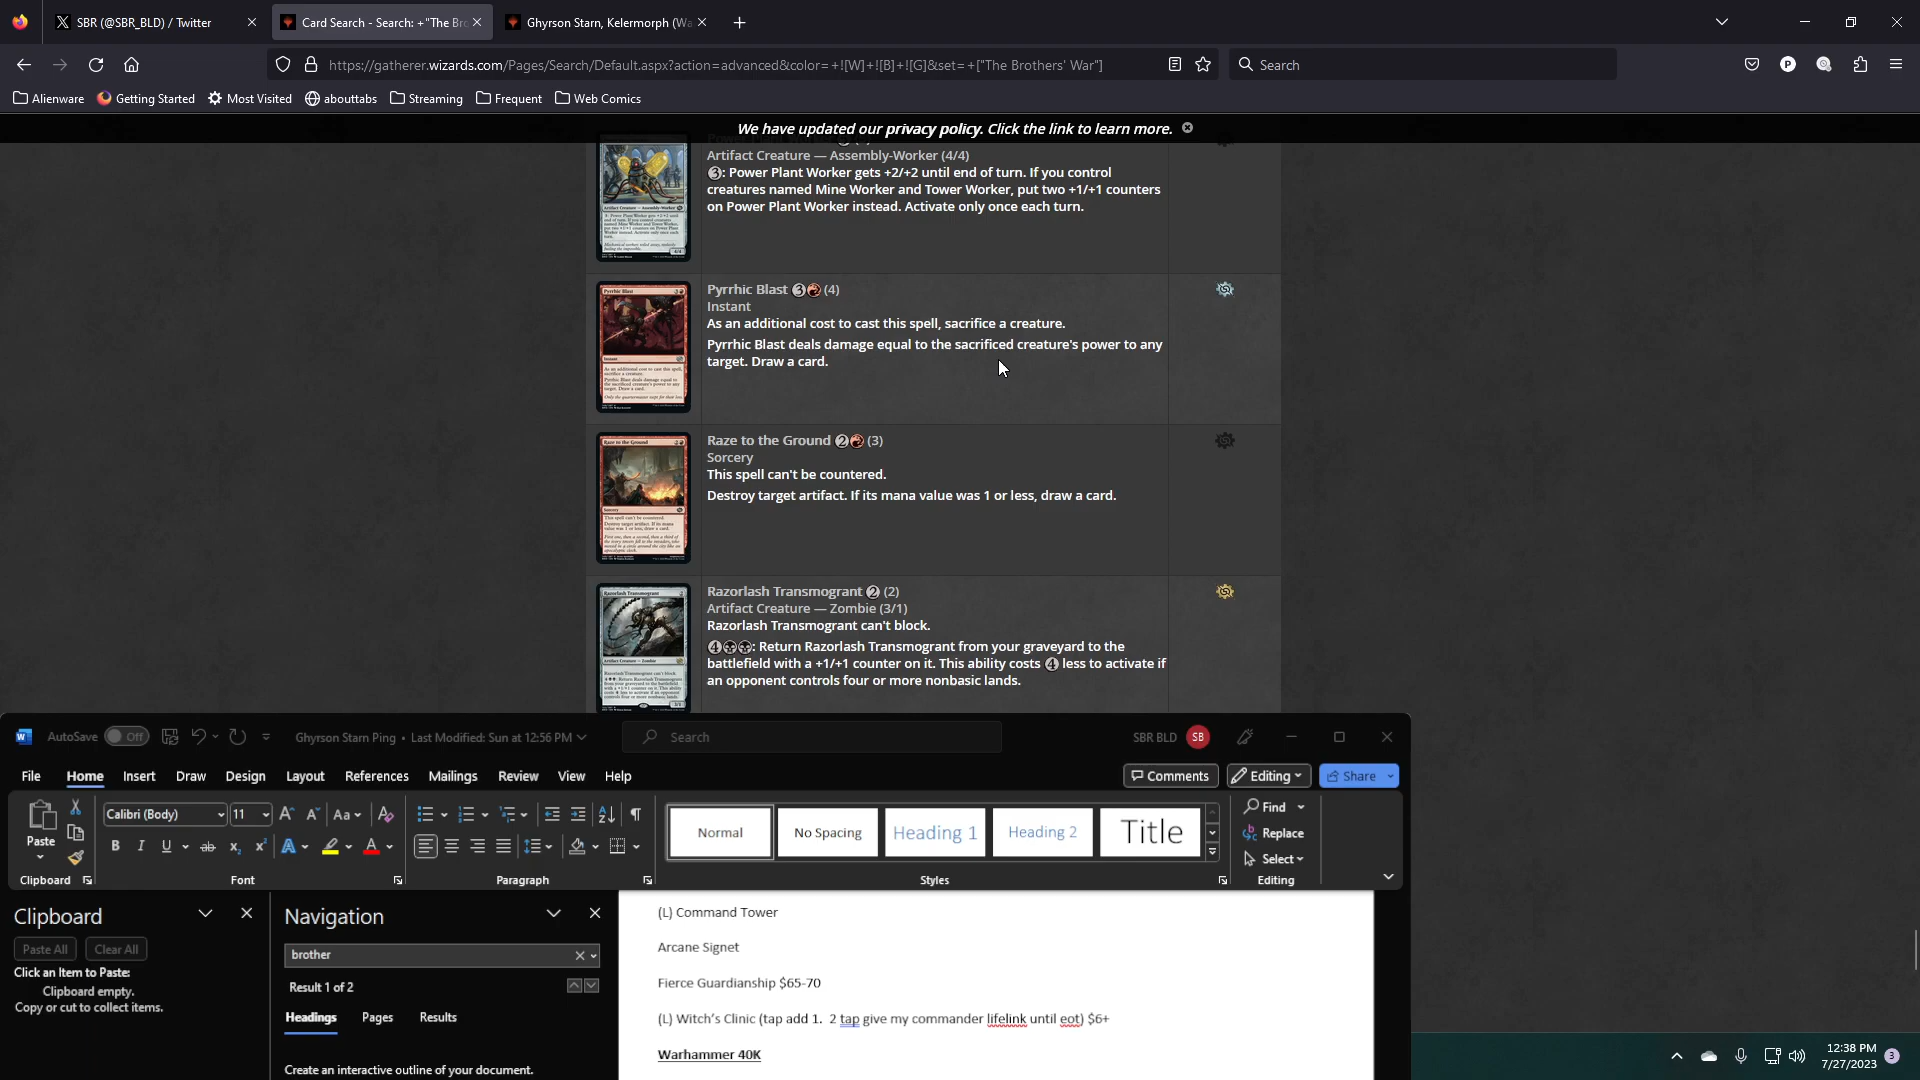 SBR (@SBR_BLD) / Twitter
Card Search - Search: +"The Bro
Ghyrson Starn, Kelermorph (Wa
https://gatherer.wizards.com/Pages/Search/Default.aspx?action=advanced&color=+![W]+![B]+![G]&set=+["The Brothers' War"]
Search
Alienware
Getting Started
Most Visited
abouttabs
Streaming
Frequent
Web Comics
We have updated our privacy policy. Click the link to learn more.
Artifact Creature — Assembly-Worker (4/4)
3: Power Plant Worker gets +2/+2 until end of turn. If you control
creatures named Mine Worker and Tower Worker, put two +1/+1 counters
on Power Plant Worker instead. Activate only once each turn.
Pyrrhic Blast 3 (4)
Instant
As an additional cost to cast this spell, sacrifice a creature.
Pyrrhic Blast deals damage equal to the sacrificed creature's power to any
target. Draw a card.
Raze to the Ground 2 (3)
Sorcery
This spell can't be countered.
Destroy target artifact. If its mana value was 1 or less, draw a card.
Razorlash Transmogrant 2 (2)
Artifact Creature — Zombie (3/1)
Razorlash Transmogrant can't block.
4: Return Razorlash Transmogrant from your graveyard to the
battlefield with a +1/+1 counter on it. This ability costs 4 less to activate if
an opponent controls four or more nonbasic lands.
AutoSave Off
Ghyrson Starn Ping • Last Modified: Sun at 12:56 PM
Search
SBR BLD SB
File Home Insert Draw Design Layout References Mailings Review View Help
Comments Editing Share
Paste
Calibri (Body) 11
Normal
No Spacing
Heading 1
Heading 2
Title
Find
Replace
Select
Clipboard Font Paragraph Styles Editing
Clipboard
Paste All Clear All
Click an Item to Paste:
Clipboard empty.
Copy or cut to collect items.
Navigation
brother
Result 1 of 2
Headings Pages Results
Create an interactive outline of your document.
(L) Command Tower
Arcane Signet
Fierce Guardianship $65-70
(L) Witch's Clinic (tap add 1. 2 tap give my commander lifelink until eot) $6+
Warhammer 40K
12:38 PM
7/27/2023
3